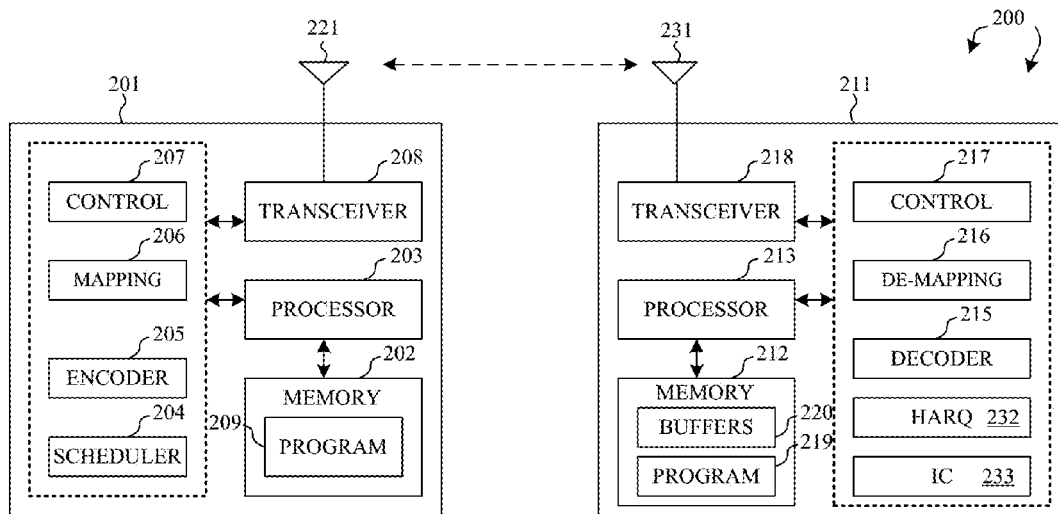 200
221
231
201
211
207
208
218
217
CONTROL
TRANSCEIVER
TRANSCEIVER
CONTROL
206
203
213
216
MAPPING
PROCESSOR
PROCESSOR
DE-MAPPING
205
202
212
215
ENCODER
MEMORY
MEMORY
DECODER
204
209
BUFFERS
220
HARQ 232
SCHEDULER
PROGRAM
PROGRAM
219
IC 233